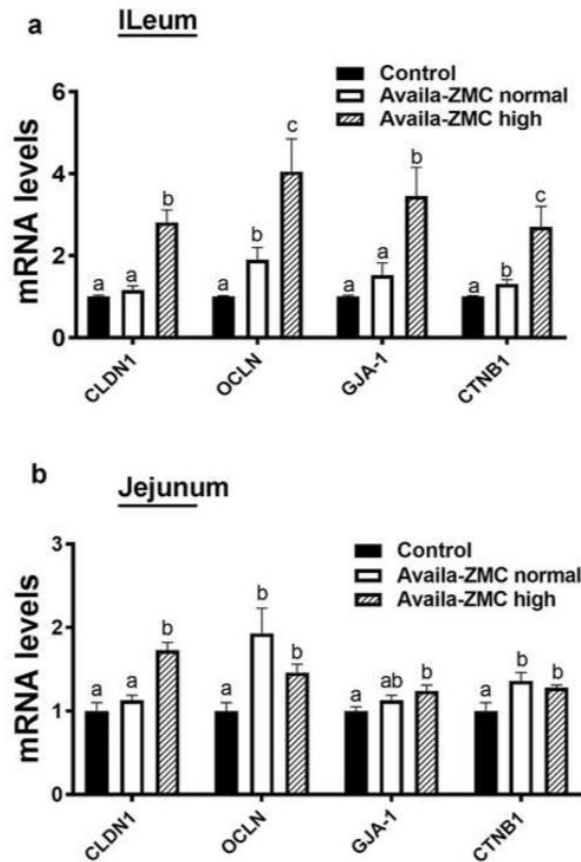 a
ILeum
Control
Availa-ZMC normal
Availa-ZMC high
mRNA levels
6
4
2
0
a a b
a b c
a a b
a b c
CLDN1
OCLN
GJA-1
CTNB1
b
Jejunum
Control
Availa-ZMC normal
Availa-ZMC high
mRNA levels
3
2
1
0
a a b
a b b
a ab b
a b b
CLDN1
OCLN
GJA-1
CTNB1